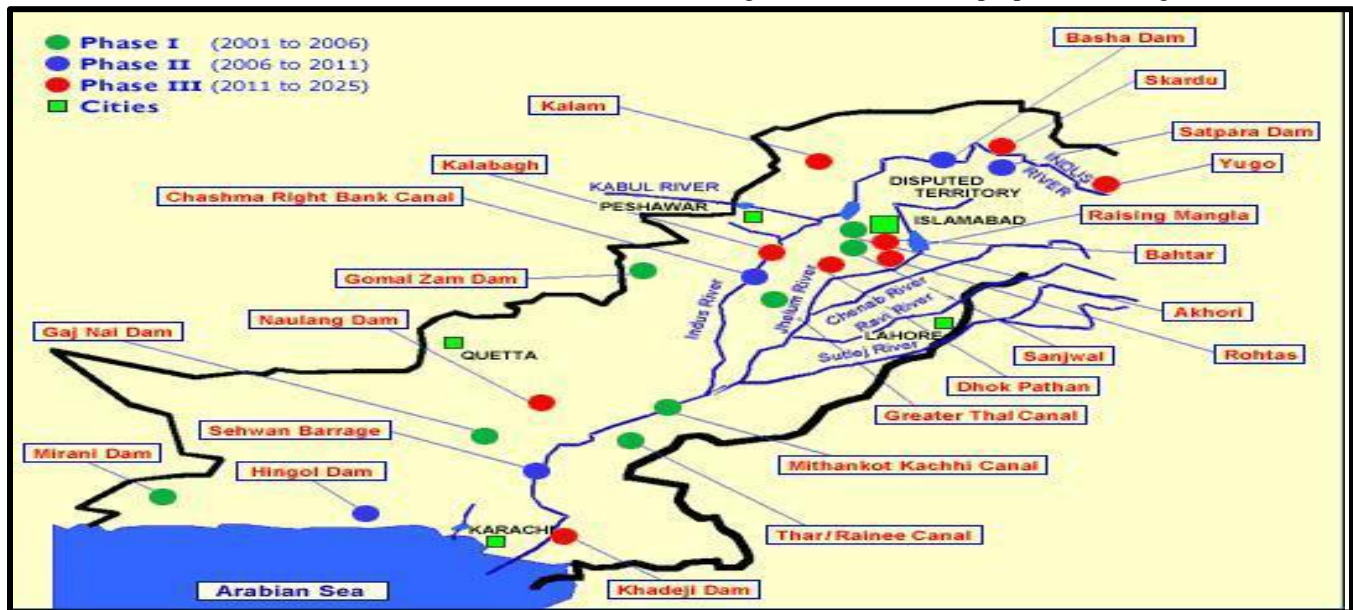 Phase I (2001 to 2006)
Phase II (2006 to 2011)
Phase III (2011 to 2025)
Cities
Basha Dam
Skardu
Kalam
Satpara Dam
Kalabagh
INDUS RIVER
Yugo
DISPUTED
TERRITORY
KABUL RIVER
Chashma Right Bank Canal
PESHAWAR
ISLAMABAD
Raising Mangla
Bahtar
Gomal Zam Dam
Indus River
Jhelum River
Chenab River
Ravi River
Akhori
Naulang Dam
Gaj Nai Dam
LAHORE
QUETTA
Sutlej River
Sanjwal
Rohtas
Dhok Pathan
Greater Thal Canal
Sehwan Barrage
Mirani Dam
Hingol Dam
Mithankot Kachhi Canal
KARACHI
Thar/Rainee Canal
Arabian Sea
Khadeji Dam